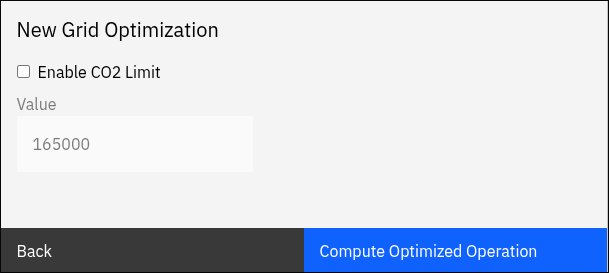 New Grid Optimization
Enable CO2 Limit
Value
165000
Back
Compute Optimized Operation